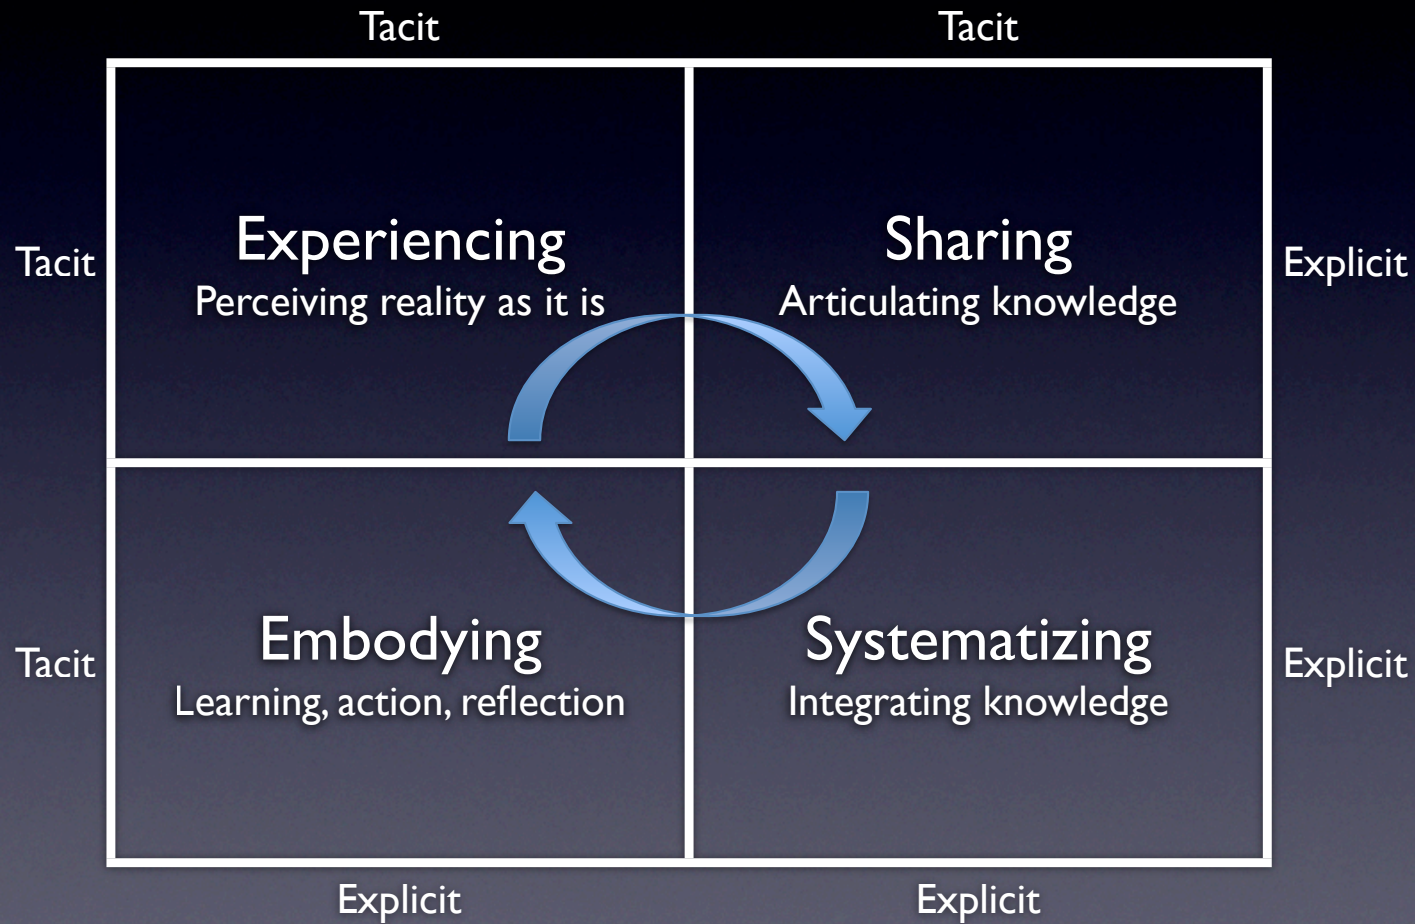 Tacit
Tacit
Tacit
Experiencing
Perceiving reality as it is
Sharing
Articulating knowledge
Explicit
Tacit
Embodying
Learning, action, reflection
Systematizing
Integrating knowledge
Explicit
Explicit
Explicit